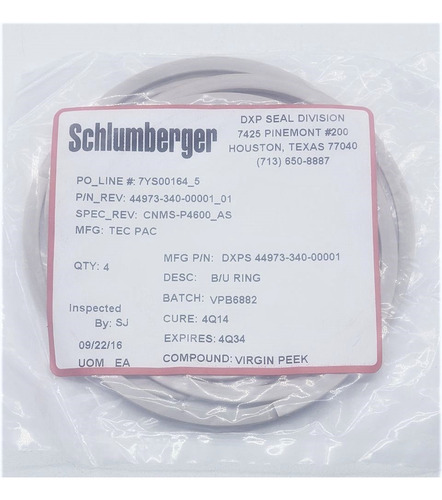 Schlumberger
DXP SEAL DIVISION
7425 PINEMONT #200
HOUSTON, TEXAS 77040
(713) 650-8887
PO_LINE #: 7YS00164_5
P/N_REV: 44973-340-00001_01
SPEC_REV: CNMS-P4600_AS
MFG: TEC PAC
QTY: 4
MFG P/N: DXPS 44973-340-00001
DESC: B/U RING
BATCH: VPB6882
Inspected
By: SJ
CURE: 4Q14
EXPIRES: 4Q34
09/22/16
UOM EA
COMPOUND: VIRGIN PEEK